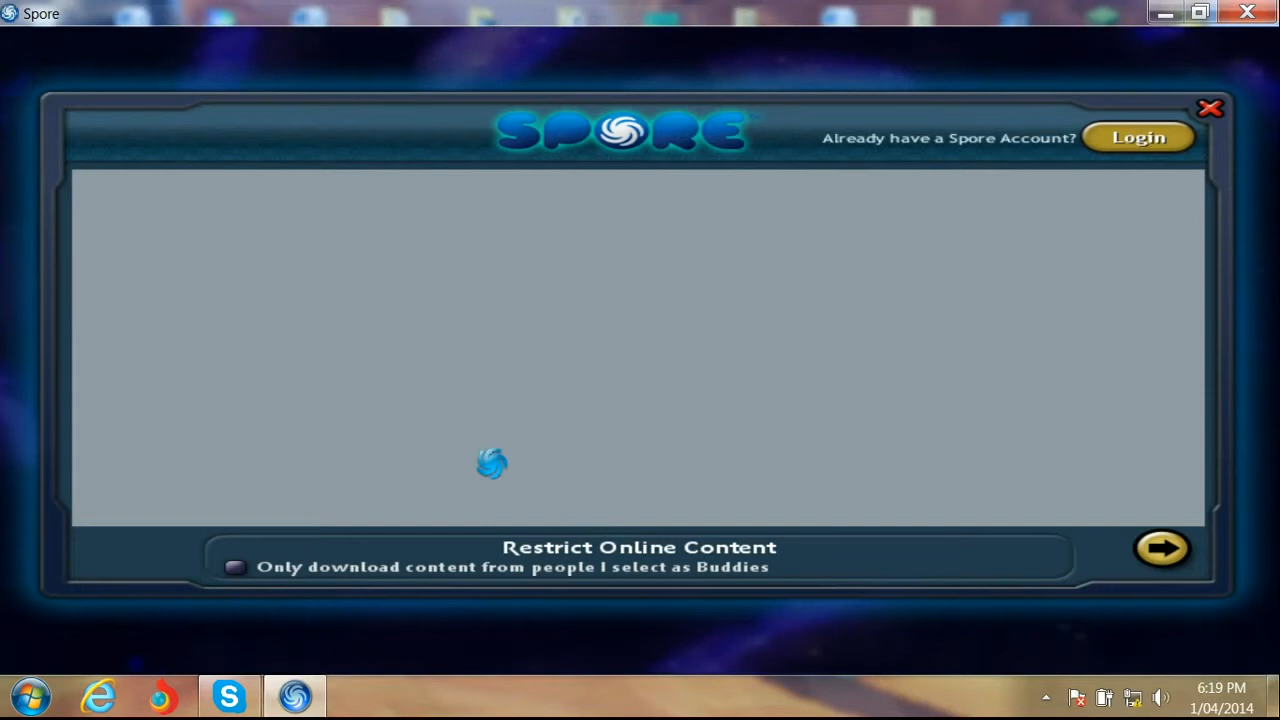 Spore
SPORE
Already have a Spore Account?
Login
Restrict Online Content
Only download content from people I select as Buddies
6:19 PM
1/04/2014